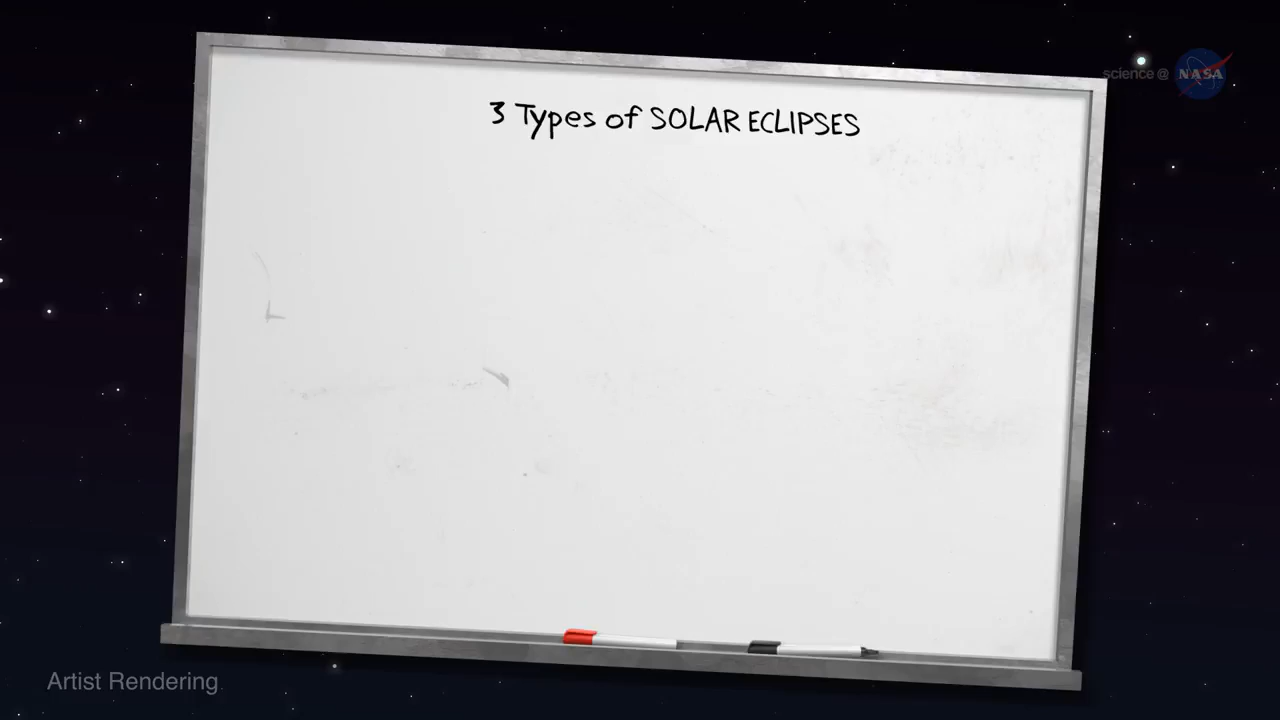 3 Types of SOLAR ECLIPSES
science@ NASA
Artist Rendering